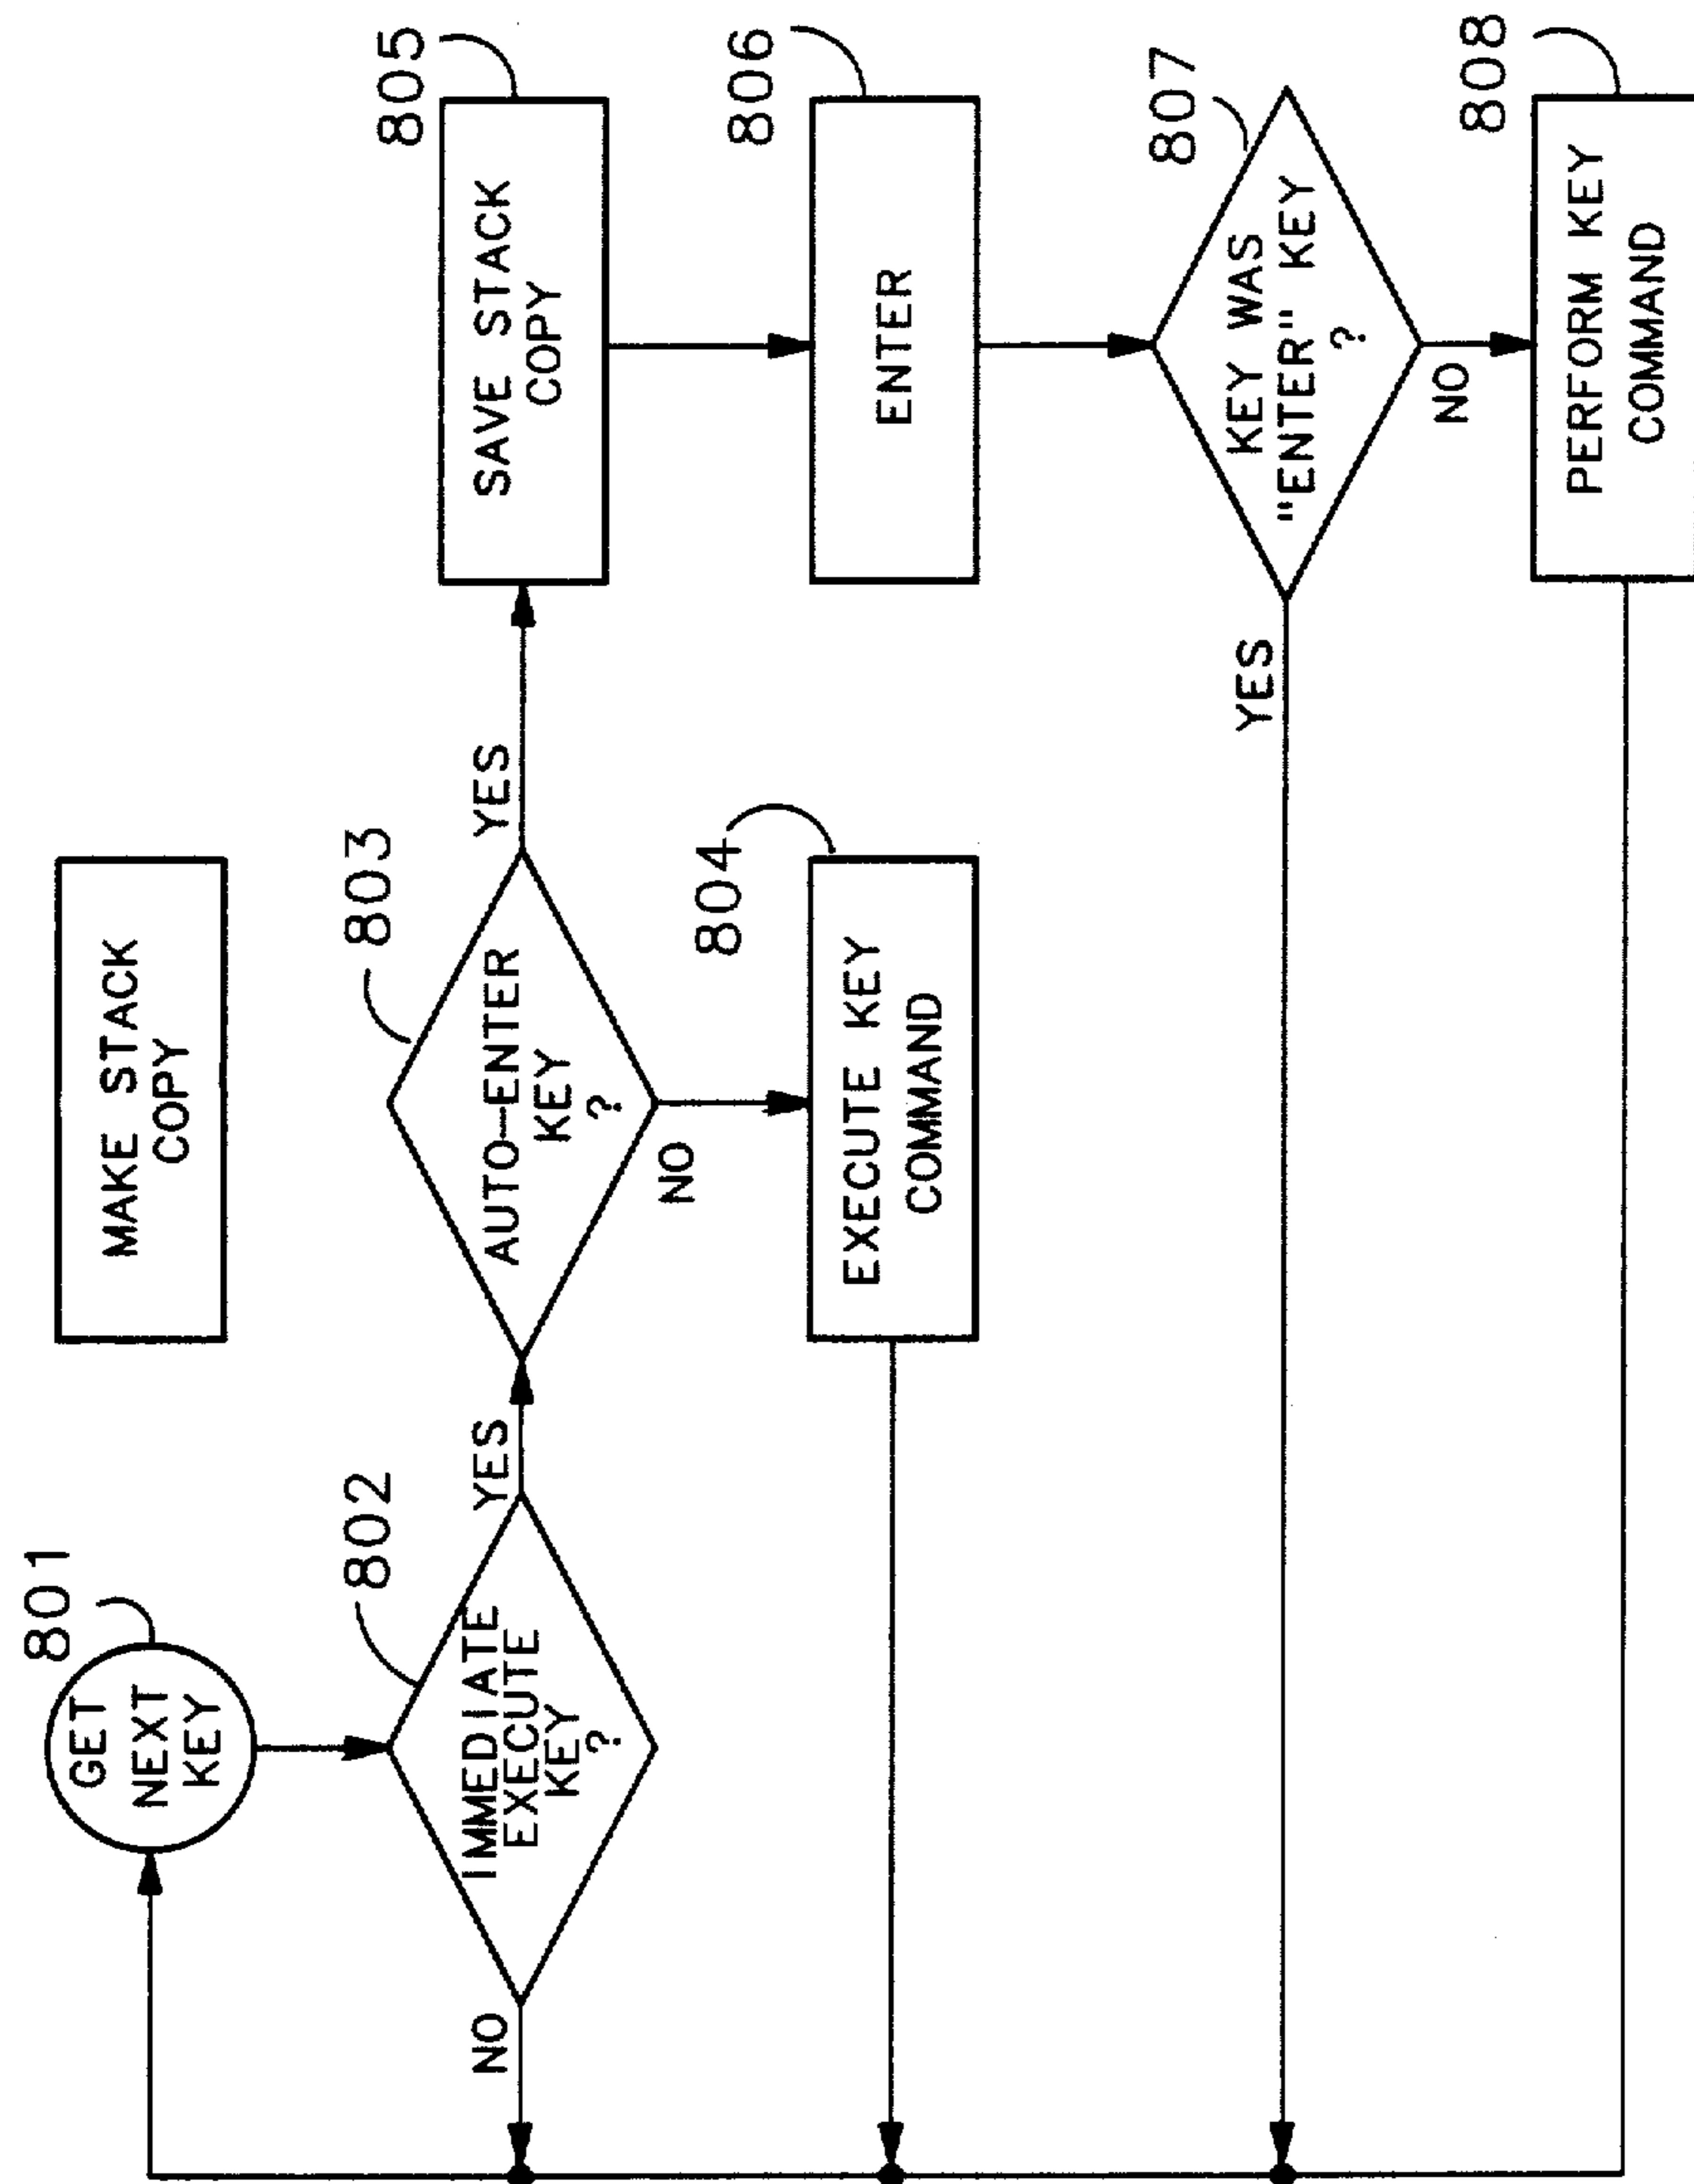 MAKE STACK
COPY
801
GET
NEXT
KEY
802
IMMEDIATE
EXECUTE
KEY
?
YES
NO
803
AUTO-ENTER
KEY
?
YES
NO
804
EXECUTE KEY
COMMAND
805
SAVE STACK
COPY
806
ENTER
807
KEY WAS
"ENTER" KEY
?
YES
NO
808
PERFORM KEY
COMMAND